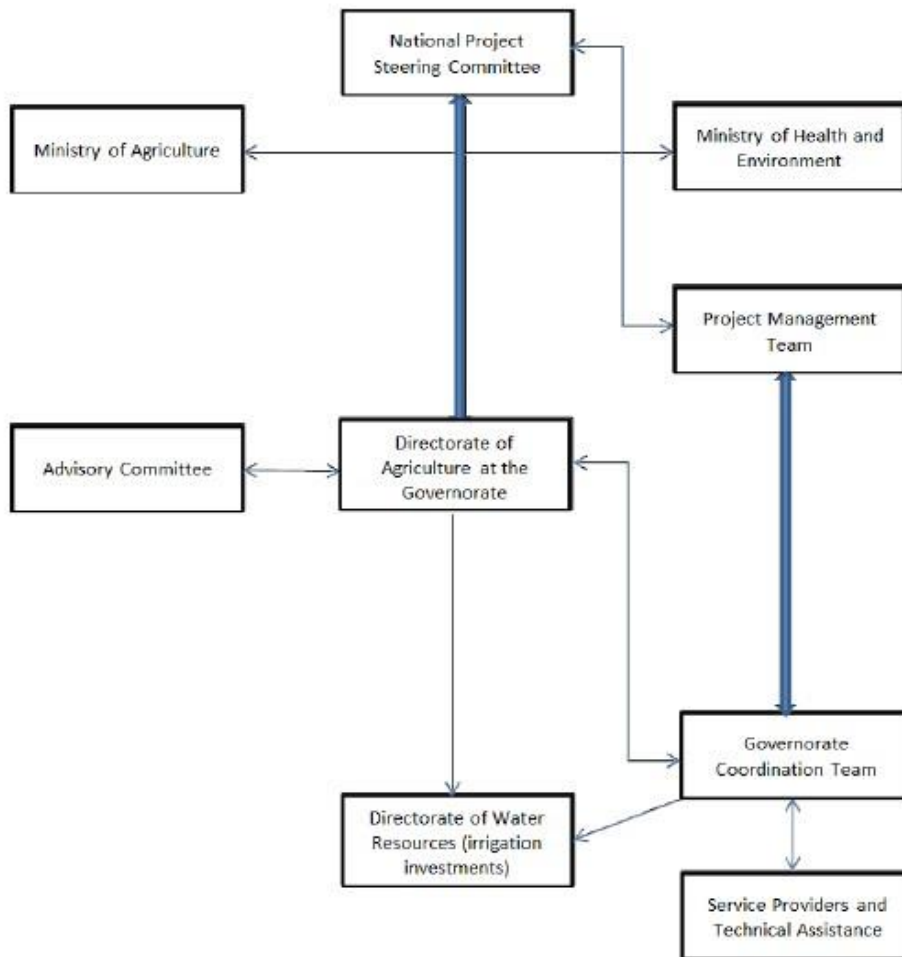 National Project
Steering Committee
Ministry of Agriculture
Ministry of Health and
Environment
Project Management
Team
Advisory Committee
Directorate of
Agriculture at the
Governorate
Governorate
Coordination Team
Directorate of Water
Resources (irrigation
investments)
Service Providers and
Technical Assistance